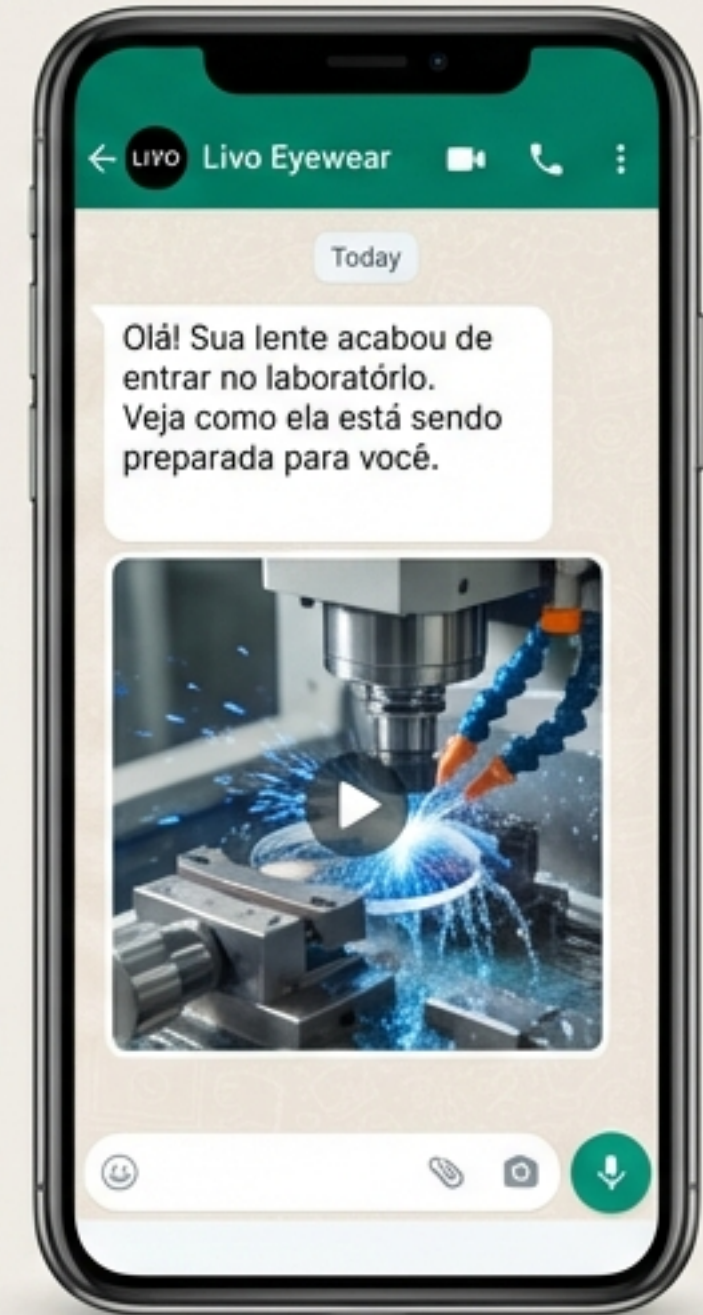 LIVO
Livo Eyewear
Today
Olá! Sua lente acabou de
entrar no laboratório.
Veja como ela está sendo
preparada para você.